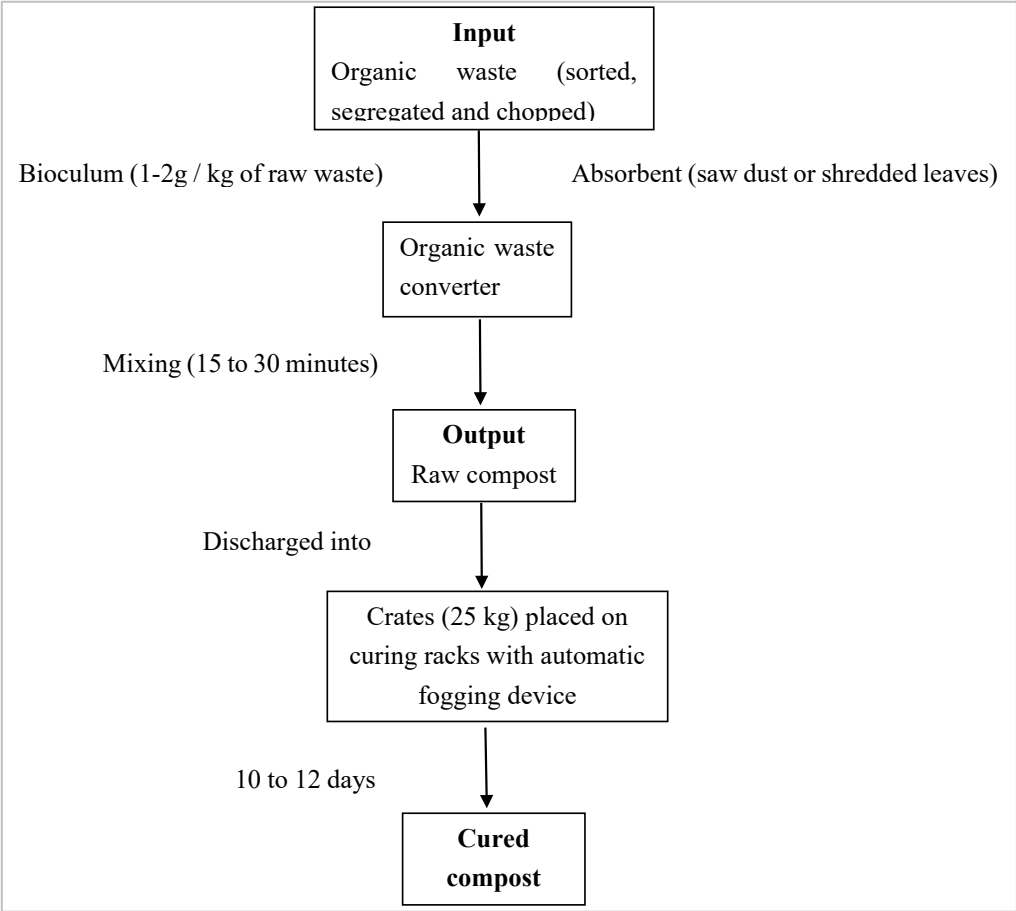 Input
Organic waste (sorted,
segregated and chopped)
Bioculum (1-2g / kg of raw waste)
Absorbent (saw dust or shredded leaves)
Organic waste
converter
Mixing (15 to 30 minutes)
Output
Raw compost
Discharged into
Crates (25 kg) placed on
curing racks with automatic
fogging device
10 to 12 days
Cured
compost